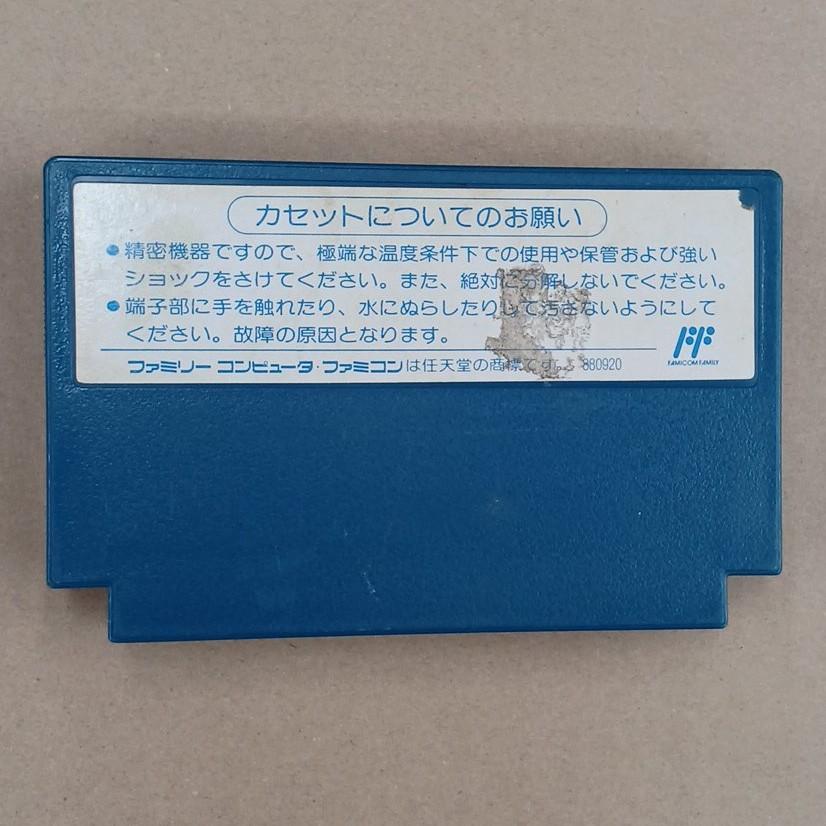 カセットについてのお願い
●精密機器ですので、極端な温度条件下での使用や保管および強い
ショックをさけてください。また、絶対に分解しないでください。
●端子部に手を触れたり、水にぬらしたりして汚さないようにして
ください。故障の原因となります。
FAMICOM FAMILY
ファミリー コンピュータ・ファミコンは任天堂の商標です。 880920